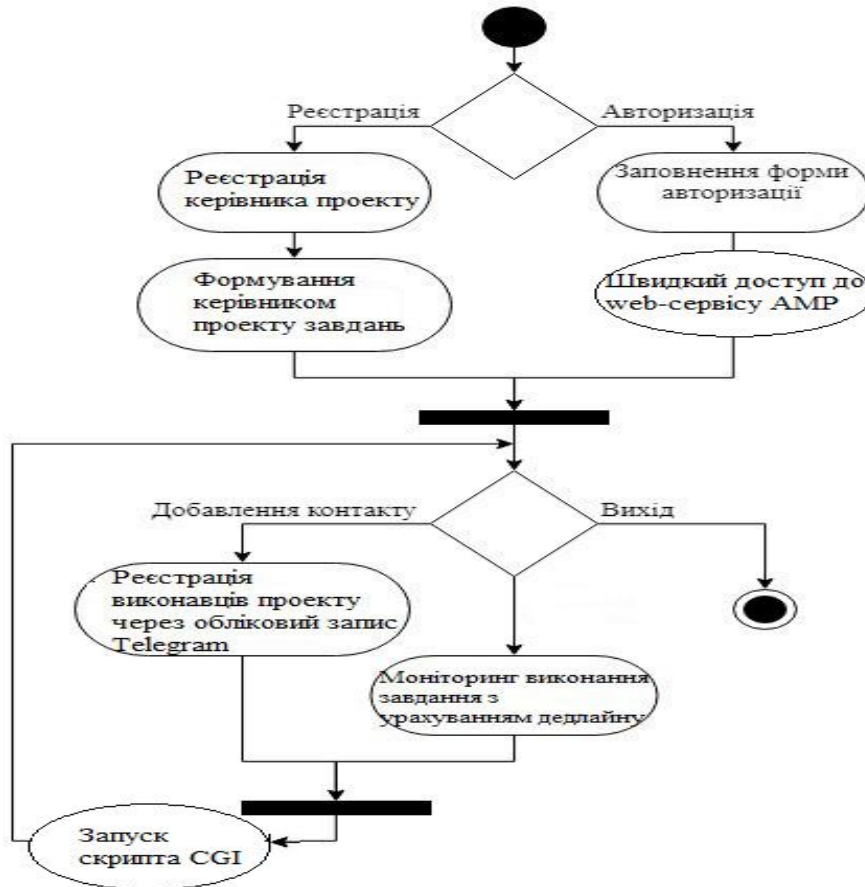 Реєстрація
Авторизація
Реєстрація
керівника проекту
Заповнення форми
авторизації
Формування
керівником
проекту завдань
Швидкий доступ до
web-сервісу AMP
Добавлення контакту
Вихід
Реєстрація
виконавців проекту
через обліковий запис
Telegram
Моніторинг виконання
завдання з
урахуванням дедлайну
Запуск
скрипта CGI